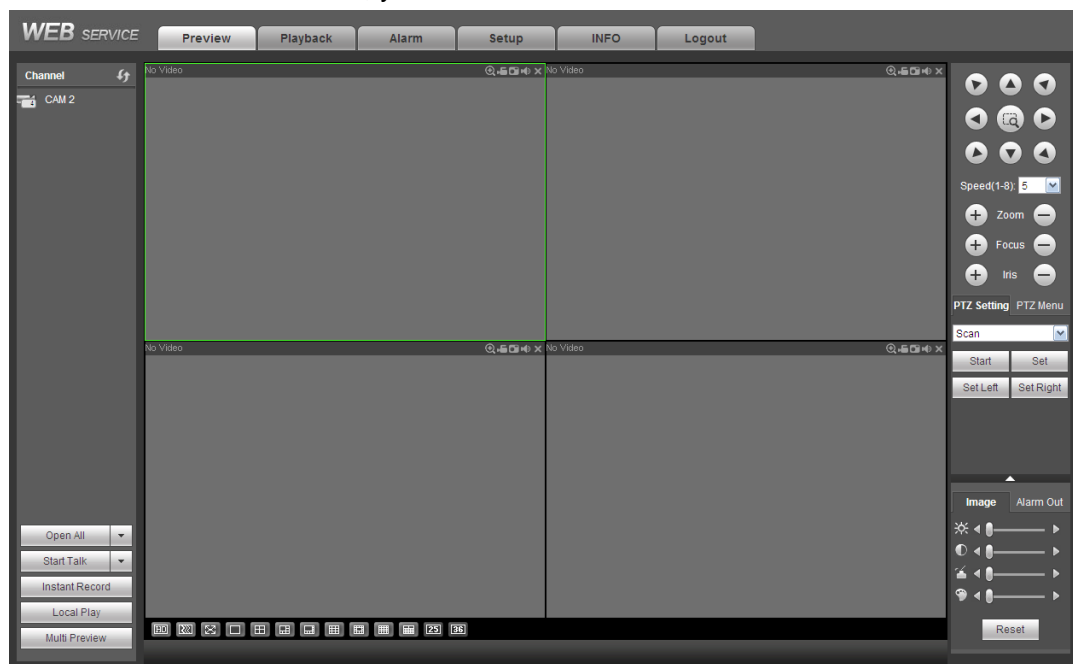 WEB SERVICE
Preview
Playback
Alarm
Setup
INFO
Logout
Channel
CAM 2
No Video
No Video
No Video
No Video
Speed(1-8): 5
Zoom
Focus
Iris
PTZ Setting
PTZ Menu
Scan
Start
Set
Set Left
Set Right
Image
Alarm Out
Reset
Open All
Start Talk
Instant Record
Local Play
Multi Preview
25
36